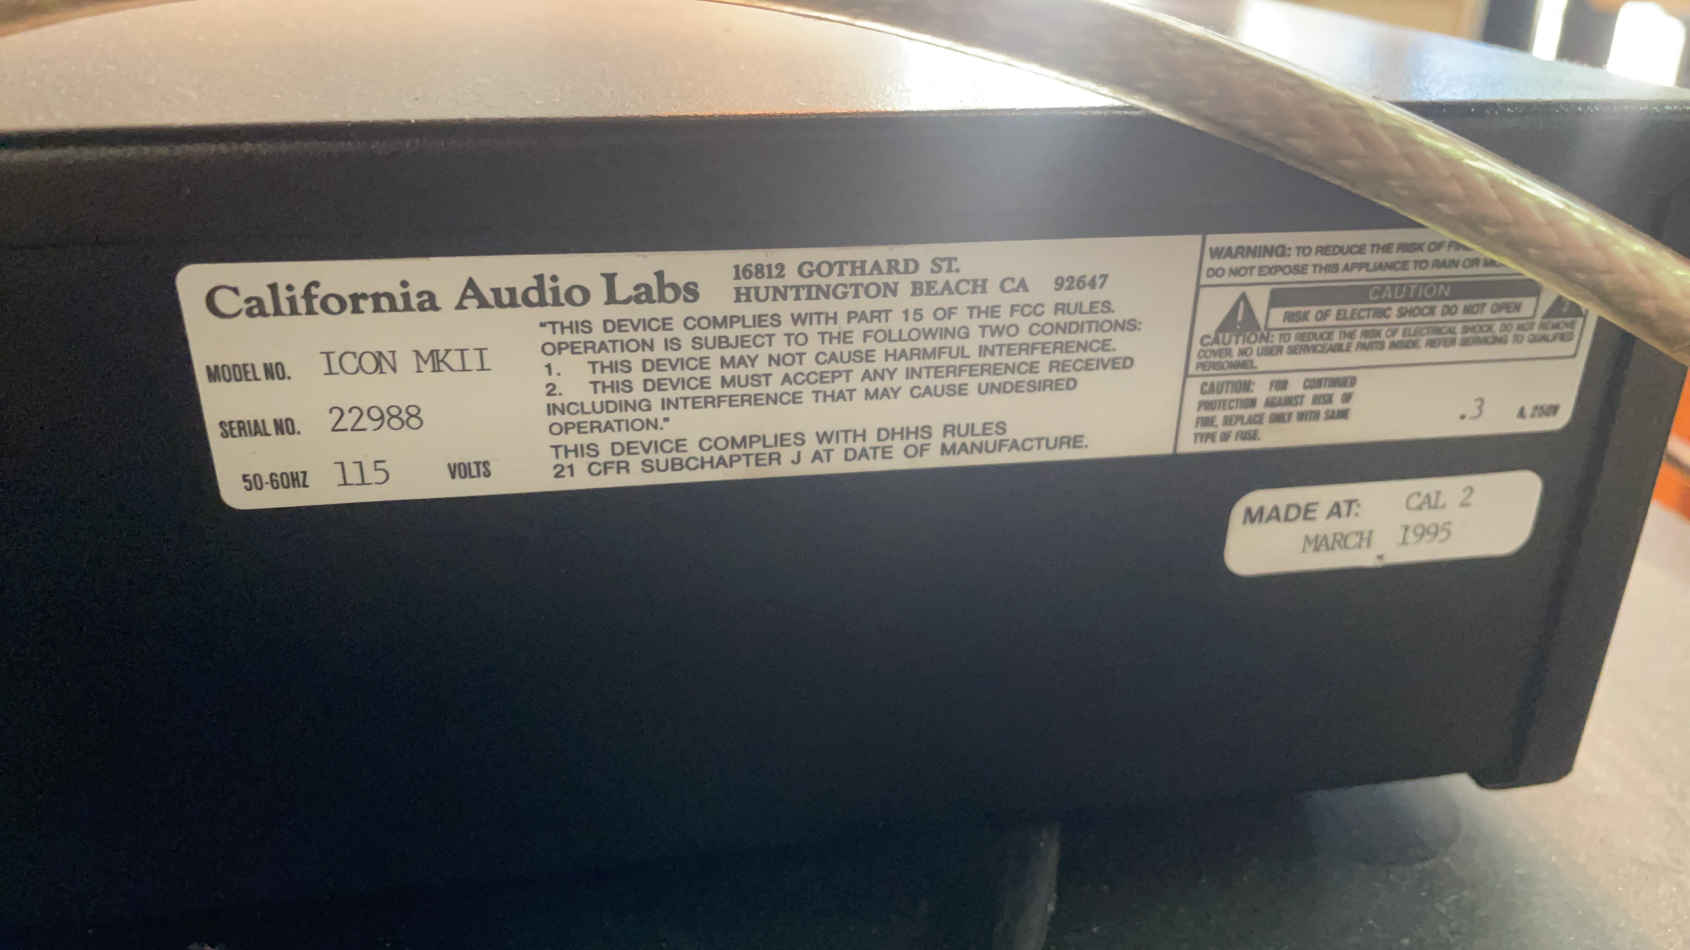 California Audio Labs
16812 GOTHARD ST.
HUNTINGTON BEACH CA 92647
MODEL NO. ICON MKII
SERIAL NO. 22988
50-60HZ 115 VOLTS
"THIS DEVICE COMPLIES WITH PART 15 OF THE FCC RULES.
OPERATION IS SUBJECT TO THE FOLLOWING TWO CONDITIONS:
1. THIS DEVICE MAY NOT CAUSE HARMFUL INTERFERENCE.
2. THIS DEVICE MUST ACCEPT ANY INTERFERENCE RECEIVED
INCLUDING INTERFERENCE THAT MAY CAUSE UNDESIRED
OPERATION."
THIS DEVICE COMPLIES WITH DHHS RULES
21 CFR SUBCHAPTER J AT DATE OF MANUFACTURE.
WARNING: TO REDUCE THE RISK OF
DO NOT EXPOSE THIS APPLIANCE TO RAIN OR
CAUTION
RISK OF ELECTRIC SHOCK DO NOT OPEN
CAUTION: TO REDUCE THE RISK OF ELECTRICAL SHOCK, DO NOT REMOVE
COVER. NO USER SERVICEABLE PARTS INSIDE. REFER SERVICING TO QUALIFIED
PERSONNEL.
CAUTION: FOR CONTINUED
PROTECTION AGAINST RISK OF
FIRE, REPLACE ONLY WITH SAME
TYPE OF FUSE.
.3 A, 250V
MADE AT: CAL 2
MARCH 1995